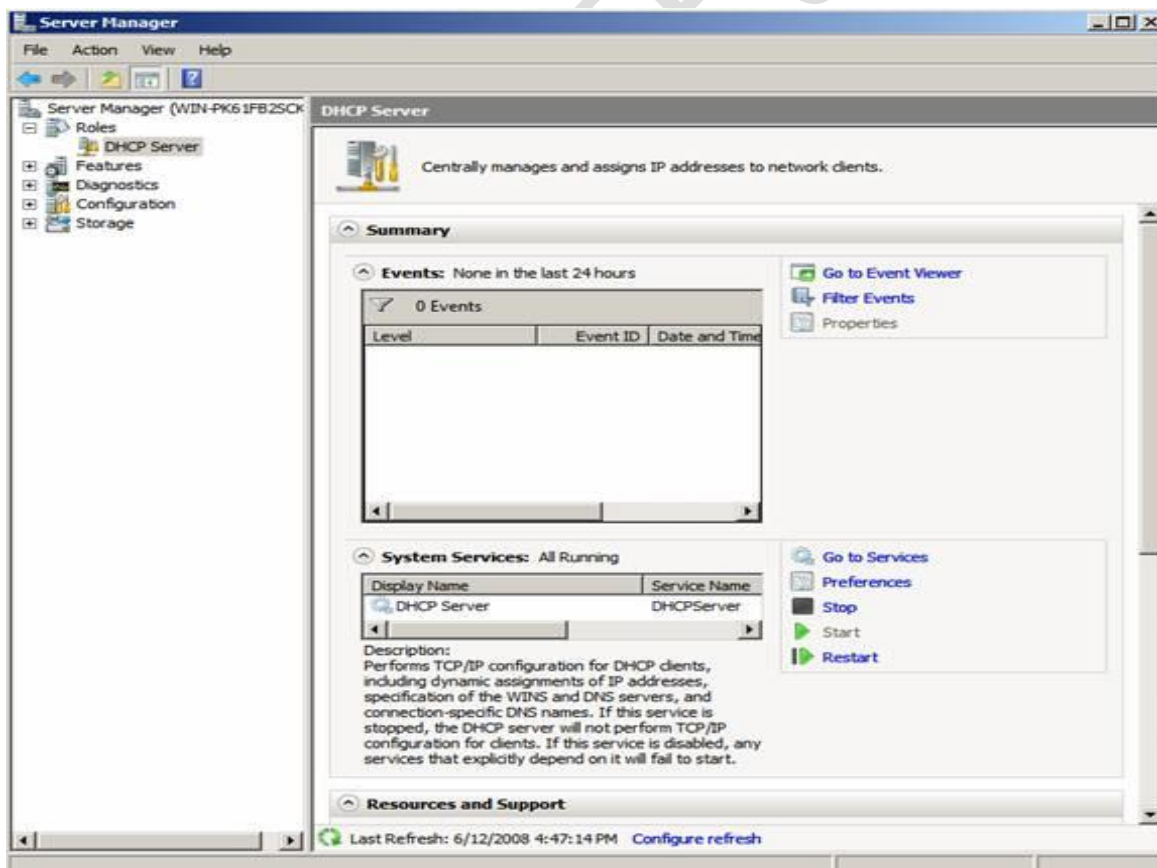 Server Manager
File Action View Help
Server Manager (WIN-PK61FB2SCK
Roles
DHCP Server
Features
Diagnostics
Configuration
Storage
DHCP Server
Centrally manages and assigns IP addresses to network clients.
Summary
Events: None in the last 24 hours
0 Events
Level Event ID Date and Time
Go to Event Viewer
Filter Events
Properties
System Services: All Running
Display Name Service Name
DHCP Server DHCPServer
Description:
Performs TCP/IP configuration for DHCP clients,
including dynamic assignments of IP addresses,
specification of the WINS and DNS servers, and
connection-specific DNS names. If this service is
stopped, the DHCP server will not perform TCP/IP
configuration for clients. If this service is disabled, any
services that explicitly depend on it will fail to start.
Go to Services
Preferences
Stop
Start
Restart
Resources and Support
Last Refresh: 6/12/2008 4:47:14 PM Configure refresh